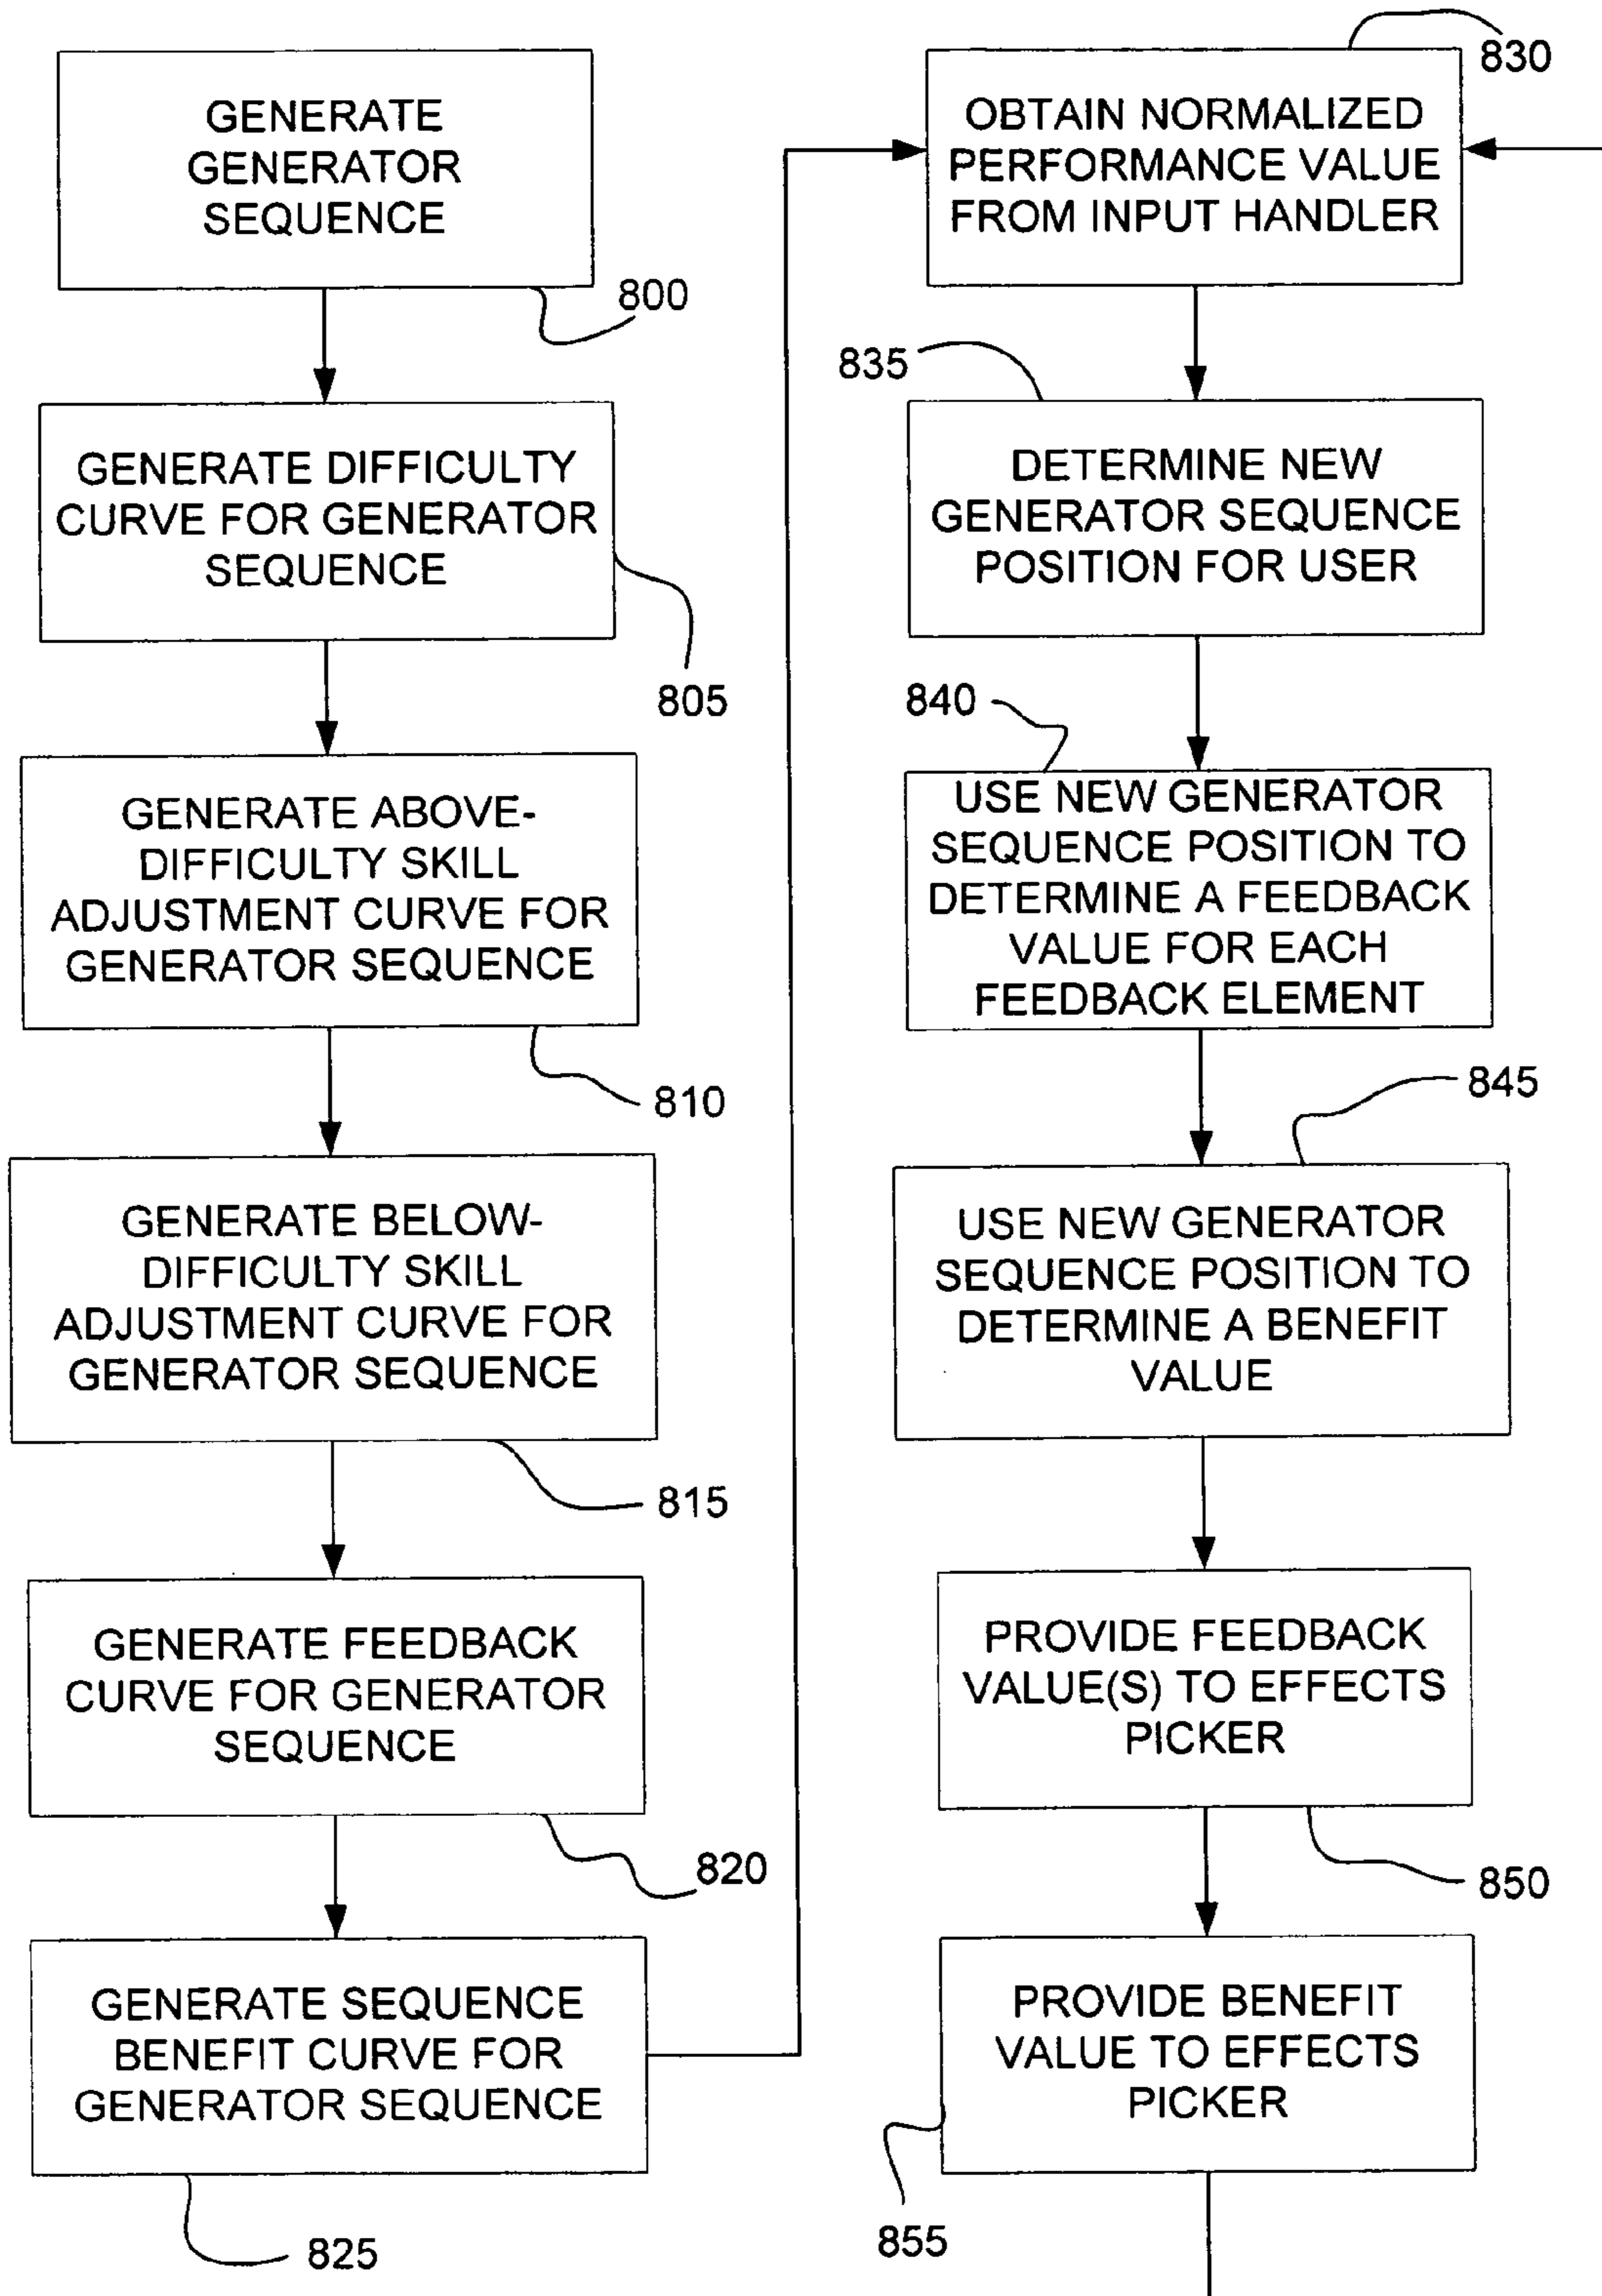 GENERATE
GENERATOR
SEQUENCE
800
GENERATE DIFFICULTY
CURVE FOR GENERATOR
SEQUENCE
805
GENERATE ABOVE-
DIFFICULTY SKILL
ADJUSTMENT CURVE FOR
GENERATOR SEQUENCE
810
GENERATE BELOW-
DIFFICULTY SKILL
ADJUSTMENT CURVE FOR
GENERATOR SEQUENCE
815
GENERATE FEEDBACK
CURVE FOR GENERATOR
SEQUENCE
820
GENERATE SEQUENCE
BENEFIT CURVE FOR
GENERATOR SEQUENCE
825
830
OBTAIN NORMALIZED
PERFORMANCE VALUE
FROM INPUT HANDLER
835
DETERMINE NEW
GENERATOR SEQUENCE
POSITION FOR USER
840
USE NEW GENERATOR
SEQUENCE POSITION TO
DETERMINE A FEEDBACK
VALUE FOR EACH
FEEDBACK ELEMENT
845
USE NEW GENERATOR
SEQUENCE POSITION TO
DETERMINE A BENEFIT
VALUE
PROVIDE FEEDBACK
VALUE(S) TO EFFECTS
PICKER
850
PROVIDE BENEFIT
VALUE TO EFFECTS
PICKER
855